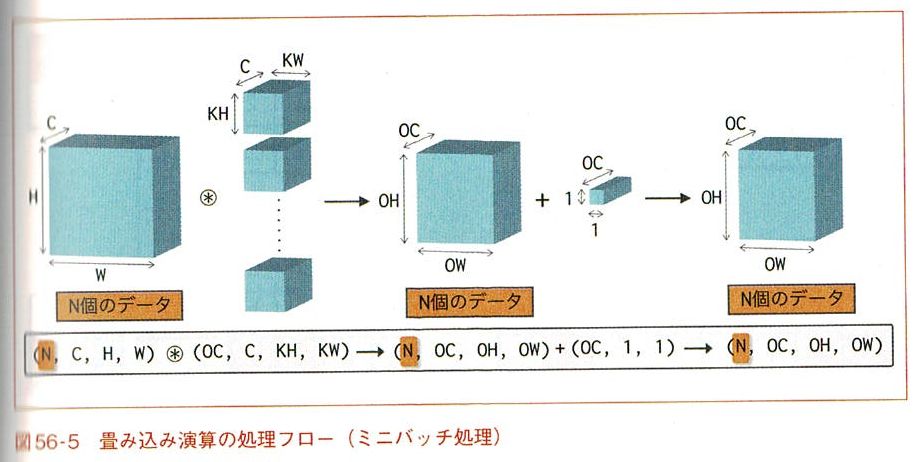 C
KW
KH
C
H
W
⊛
OC
OH
OW
+
OC
1
1
OC
OH
OW
N個のデータ
N個のデータ
N個のデータ
(N, C, H, W) ⊛ (OC, C, KH, KW) → (N, OC, OH, OW) + (OC, 1, 1) → (N, OC, OH, OW)
図56-5 畳み込み演算の処理フロー（ミニバッチ処理）